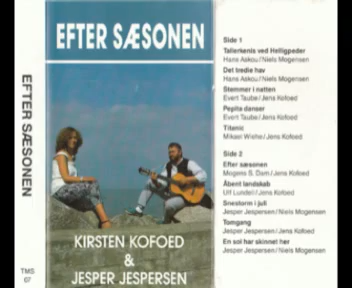 EFTER SÆSONEN
TMS
67
EFTER SÆSONEN
KIRSTEN KOFOED
&
JESPER JESPERSEN
Side 1
Tallerkenis ved Helligpeder
Hans Askou/Niels Mogensen
Det tredie hav
Hans Askou/Niels Mogensen
Stemmer i natten
Evert Taube/Jens Kofoed
Pepita danser
Evert Taube/Jens Kofoed
Titanic
Mikael Wiehe/Jens Kofoed
Side 2
Efter sæsonen
Mogens S. Dam/Jens Kofoed
Åbent landskab
Ulf Lundell/Jens Kofoed
Snestorm i juli
Jesper Jespersen/Niels Mogensen
Tomgang
Jesper Jespersen/Jens Kofoed
En sol har skinnet her
Jesper Jespersen/Niels Mogensen